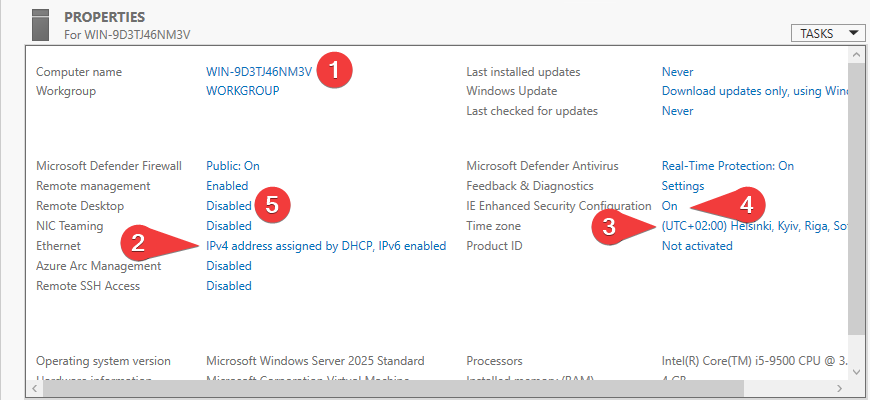 PROPERTIES
For WIN-9D3TJ46NM3V
TASKS
Computer name WIN-9D3TJ46NM3V 1 Last installed updates Never
Workgroup WORKGROUP Windows Update Download updates only, using Wind
Last checked for updates Never
Microsoft Defender Firewall Public: On Microsoft Defender Antivirus Real-Time Protection: On
Remote management Enabled Feedback & Diagnostics Settings
Remote Desktop Disabled 5 IE Enhanced Security Configuration On 4
NIC Teaming Disabled 3 Time zone (UTC+02:00) Helsinki, Kyiv, Riga, Sof
Ethernet 2 IPv4 address assigned by DHCP, IPv6 enabled Product ID Not activated
Azure Arc Management Disabled
Remote SSH Access Disabled
Operating system version Microsoft Windows Server 2025 Standard Processors Intel(R) Core(TM) i5-9500 CPU @ 3.
Hardware information Microsoft Corporation Virtual Machine Installed memory (RAM) 4 GB